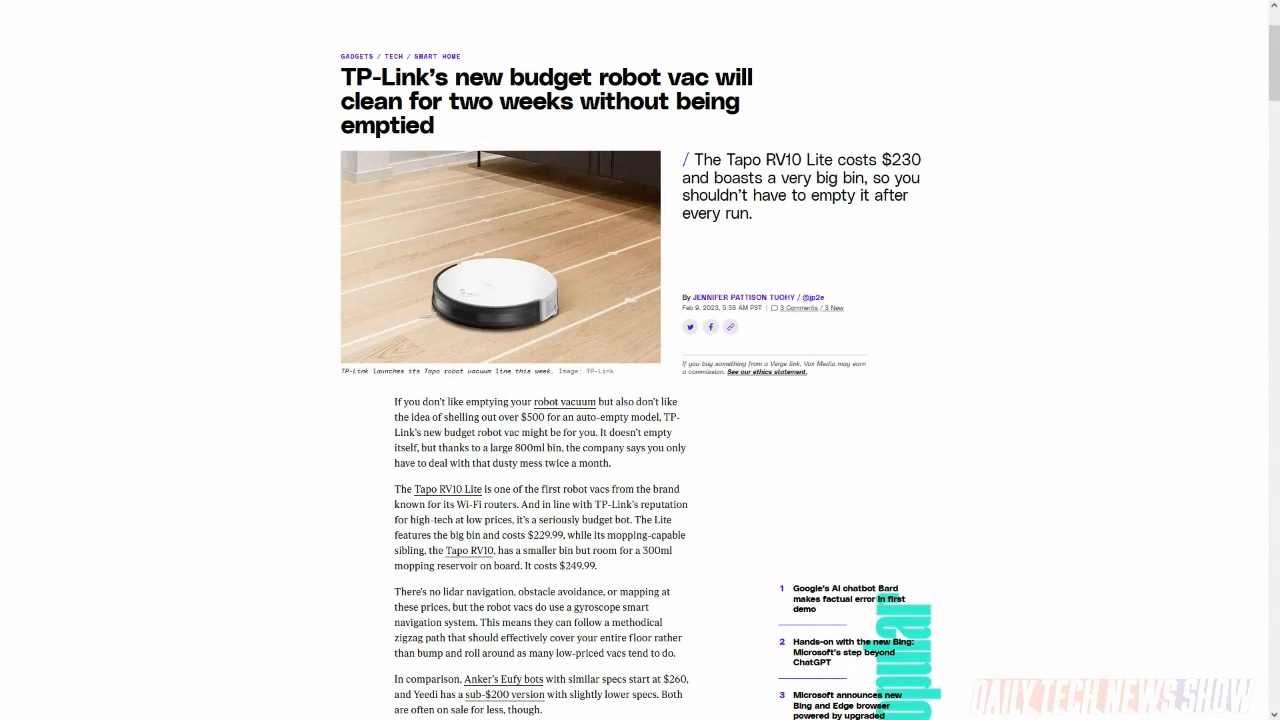 GADGETS / TECH / SMART HOME
TP-Link's new budget robot vac will
clean for two weeks without being
emptied
/ The Tapo RV10 Lite costs $230
and boasts a very big bin, so you
shouldn't have to empty it after
every run.
By JENNIFER PATTISON TUOHY / @jp2e
Feb 9, 2023, 5:38 AM PST | 3 Comments / 3 New
If you buy something from a Verge link, Vox Media may earn
a commission. See our ethics statement.
TP-Link launches its Tapo robot vacuum line this week. Image: TP-Link
If you don't like emptying your robot vacuum but also don't like
the idea of shelling out over $500 for an auto-empty model, TP-
Link's new budget robot vac might be for you. It doesn't empty
itself, but thanks to a large 800ml bin, the company says you only
have to deal with that dusty mess twice a month.
The Tapo RV10 Lite is one of the first robot vacs from the brand
known for its Wi-Fi routers. And in line with TP-Link's reputation
for high-tech at low prices, it's a seriously budget bot. The Lite
features the big bin and costs $229.99, while its mopping-capable
sibling, the Tapo RV10, has a smaller bin but room for a 300ml
mopping reservoir on board. It costs $249.99.
There's no lidar navigation, obstacle avoidance, or mapping at
these prices, but the robot vacs do use a gyroscope smart
navigation system. This means they can follow a methodical
zigzag path that should effectively cover your entire floor rather
than bump and roll around as many low-priced vacs tend to do.
In comparison, Anker's Eufy bots with similar specs start at $260,
and Yeedi has a sub-$200 version with slightly lower specs. Both
are often on sale for less, though.
1 Google's AI chatbot Bard
makes factual error in first
demo
2 Hands-on with the new Bing:
Microsoft's step beyond
ChatGPT
3 Microsoft announces new
Bing and Edge browser
powered by upgraded
DAILY TECH NEWS SHOW